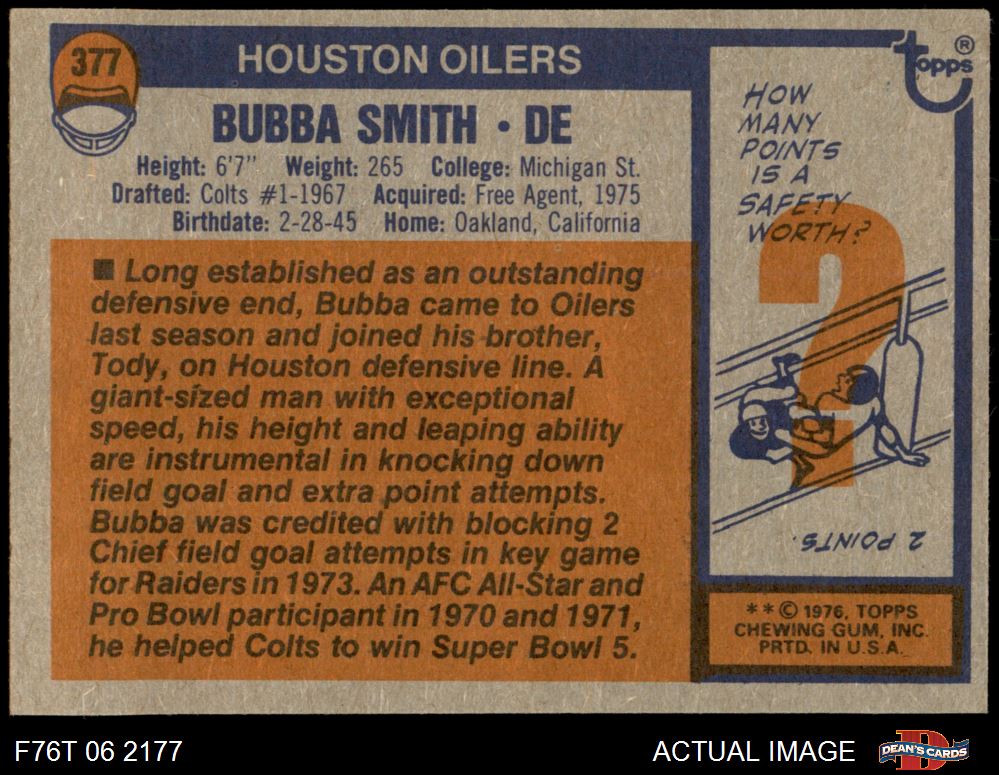 377
HOUSTON OILERS
BUBBA SMITH • DE
Height: 6'7" Weight: 265 College: Michigan St.
Drafted: Colts #1-1967 Acquired: Free Agent, 1975
Birthdate: 2-28-45 Home: Oakland, California
■ Long established as an outstanding
defensive end, Bubba came to Oilers
last season and joined his brother,
Tody, on Houston defensive line. A
giant-sized man with exceptional
speed, his height and leaping ability
are instrumental in knocking down
field goal and extra point attempts.
Bubba was credited with blocking 2
Chief field goal attempts in key game
for Raiders in 1973. An AFC All-Star and
Pro Bowl participant in 1970 and 1971,
he helped Colts to win Super Bowl 5.
topps®
HOW
MANY
POINTS
IS A
SAFETY
WORTH?
?
2 POINTS.
**© 1976, TOPPS
CHEWING GUM, INC.
PRTD. IN U.S.A.
F76T 06 2177
ACTUAL IMAGE
D
DEAN'S CARDS